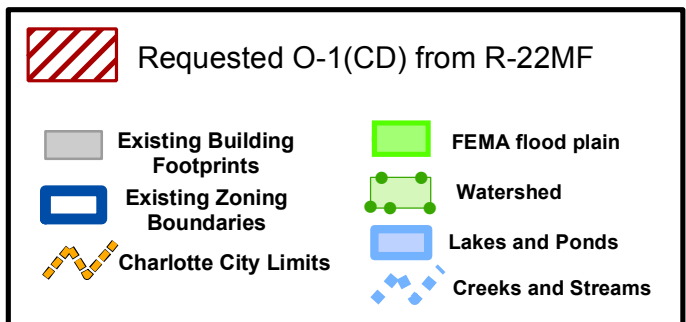 Requested O-1(CD) from R-22MF
Existing Building
Footprints
Existing Zoning
Boundaries
Charlotte City Limits
FEMA flood plain
Watershed
Lakes and Ponds
Creeks and Streams